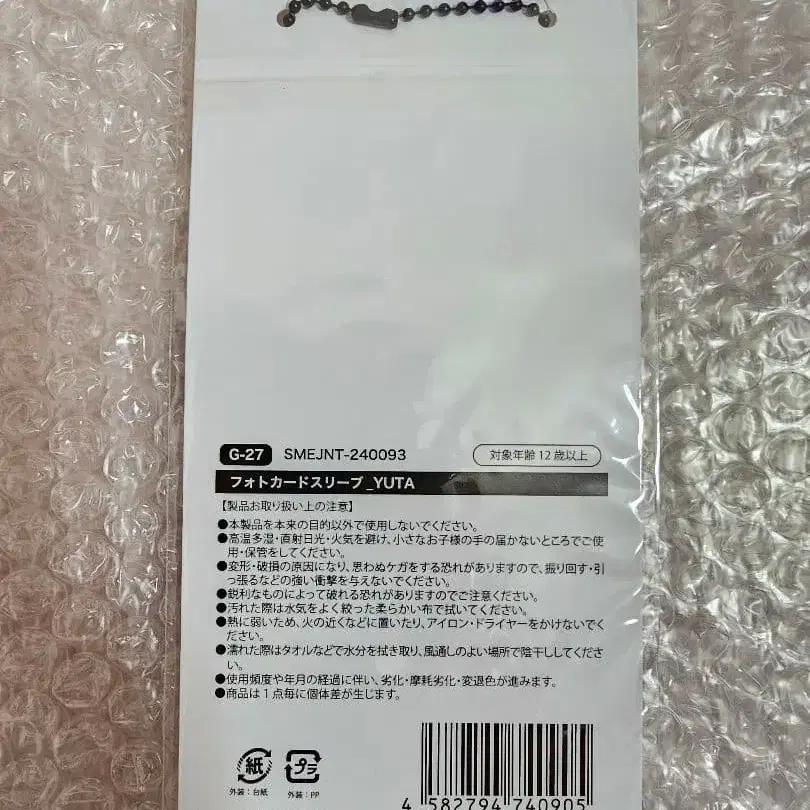 G-27 SMEJNT-240093 対象年齢12歳以上
フォトカードスリーブ_YUTA
【製品お取り扱い上の注意】
●本製品を本来の目的以外で使用しないでください。
●高温多湿・直射日光・火気を避け、小さなお子様の手の届かないところでご使
用・保管をしてください。
●変形・破損の原因になり、思わぬケガをする恐れがありますので、振り回す・引
っ張るなどの強い衝撃を与えないでください。
●鋭利なものによって破れる恐れがありますのでご注意ください。
●汚れた際は水気をよく絞った柔らかい布で拭いてください。
●熱に弱いため、火の近くなどに置いたり、アイロン・ドライヤーをかけないでく
ださい。
●濡れた際はタオルなどで水分を拭き取り、風通しのよい場所で陰干ししてくださ
い。
●使用頻度や年月の経過に伴い、劣化・摩耗劣化・変退色が進みます。
●商品は1点毎に個体差が生じます。
紙 プラ
外装:台紙 外装:PP
4 582794 740905